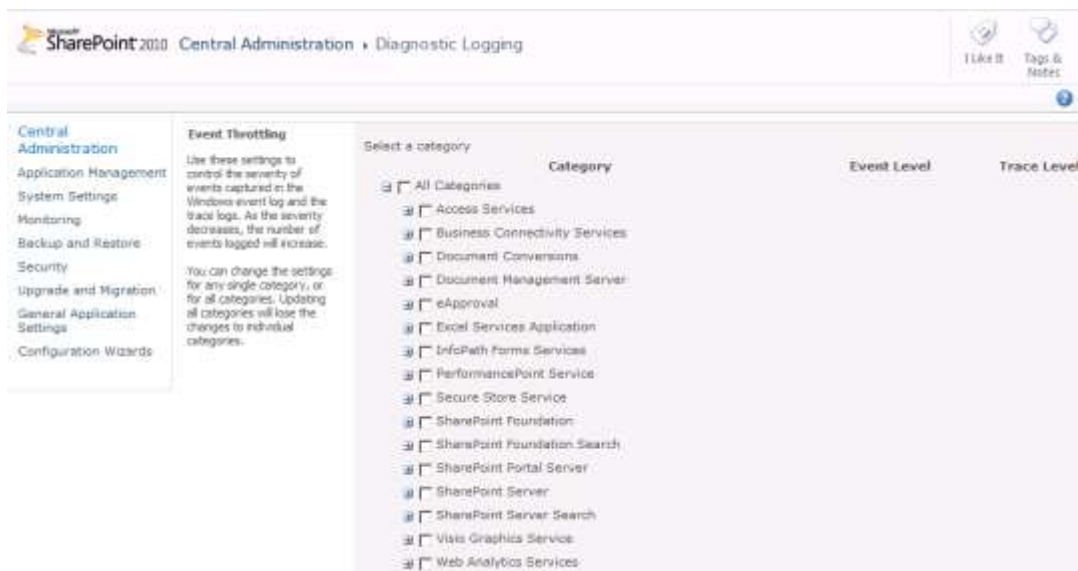 Microsoft
SharePoint 2010 Central Administration ▸ Diagnostic Logging
I Like It
Tags &
Notes
Central
Administration
Application Management
System Settings
Monitoring
Backup and Restore
Security
Upgrade and Migration
General Application
Settings
Configuration Wizards
Event Throttling
Use these settings to
control the severity of
events captured in the
Windows event log and the
trace logs. As the severity
decreases, the number of
events logged will increase.
You can change the settings
for any single category, or
for all categories. Updating
all categories will lose the
changes to individual
categories.
Select a category
Category Event Level Trace Level
All Categories
Access Services
Business Connectivity Services
Document Conversions
Document Management Server
eApproval
Excel Services Application
InfoPath Forms Services
PerformancePoint Service
Secure Store Service
SharePoint Foundation
SharePoint Foundation Search
SharePoint Portal Server
SharePoint Server
SharePoint Server Search
Visio Graphics Service
Web Analytics Services